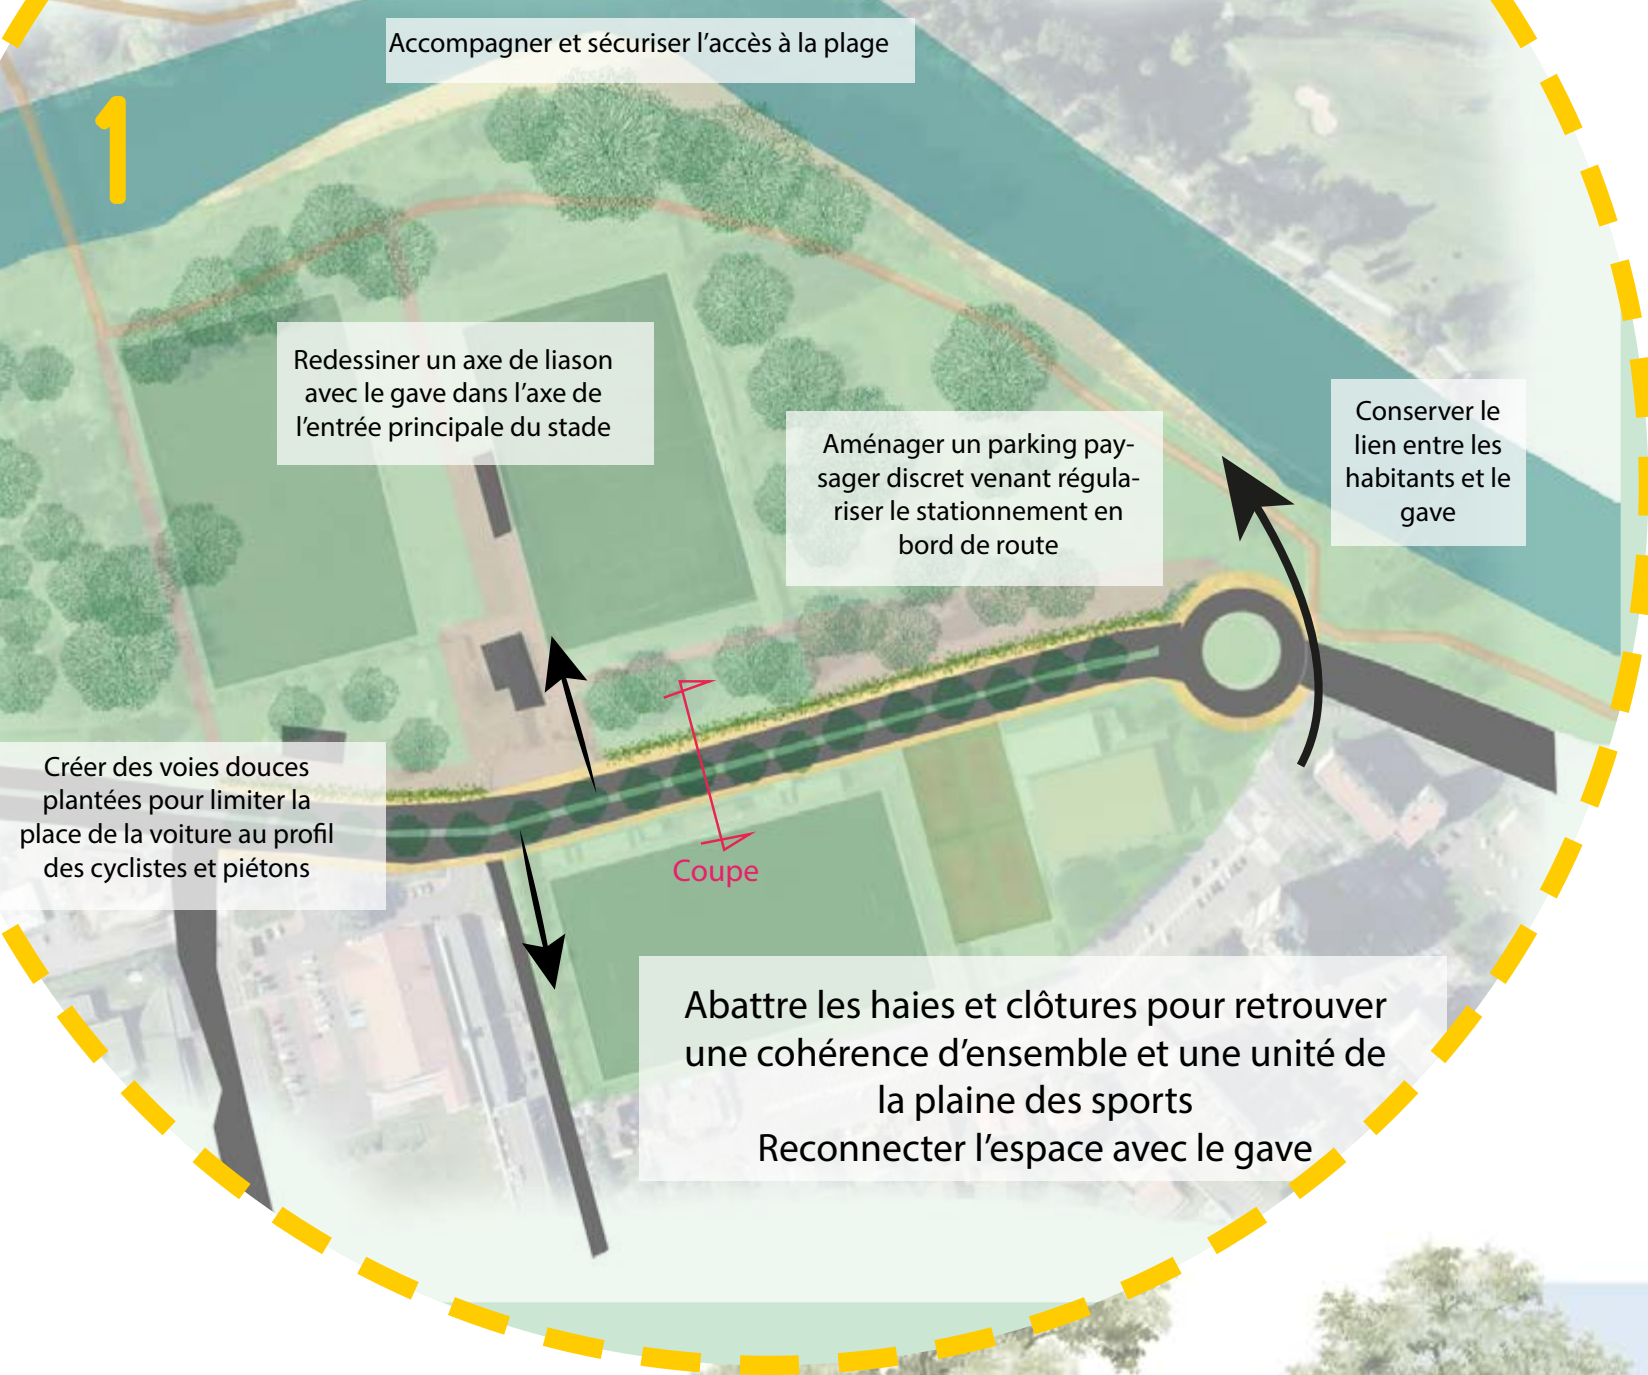 Accompagner et sécuriser l'accès à la plage
1
Redessiner un axe de liason
avec le gave dans l'axe de
l'entrée principale du stade
Aménager un parking pay-
sager discret venant régula-
riser le stationnement en
bord de route
Conserver le
lien entre les
habitants et le
gave
Créer des voies douces
plantées pour limiter la
place de la voiture au profil
des cyclistes et piétons
Coupe
Abattre les haies et clôtures pour retrouver
une cohérence d'ensemble et une unité de
la plaine des sports
Reconnecter l'espace avec le gave